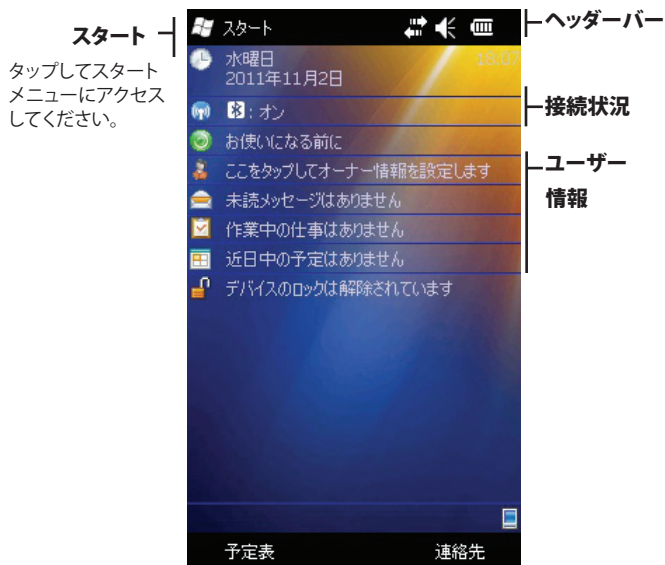 スタート
タップしてスタート
メニューにアクセス
してください。
スタート
水曜日
18:07
2011年11月2日
: オン
お使いになる前に
ここをタップしてオーナー情報を設定します
未読メッセージはありません
作業中の仕事はありません
近日中の予定はありません
デバイスのロックは解除されています
予定表
連絡先
ヘッダーバー
接続状況
ユーザー
情報